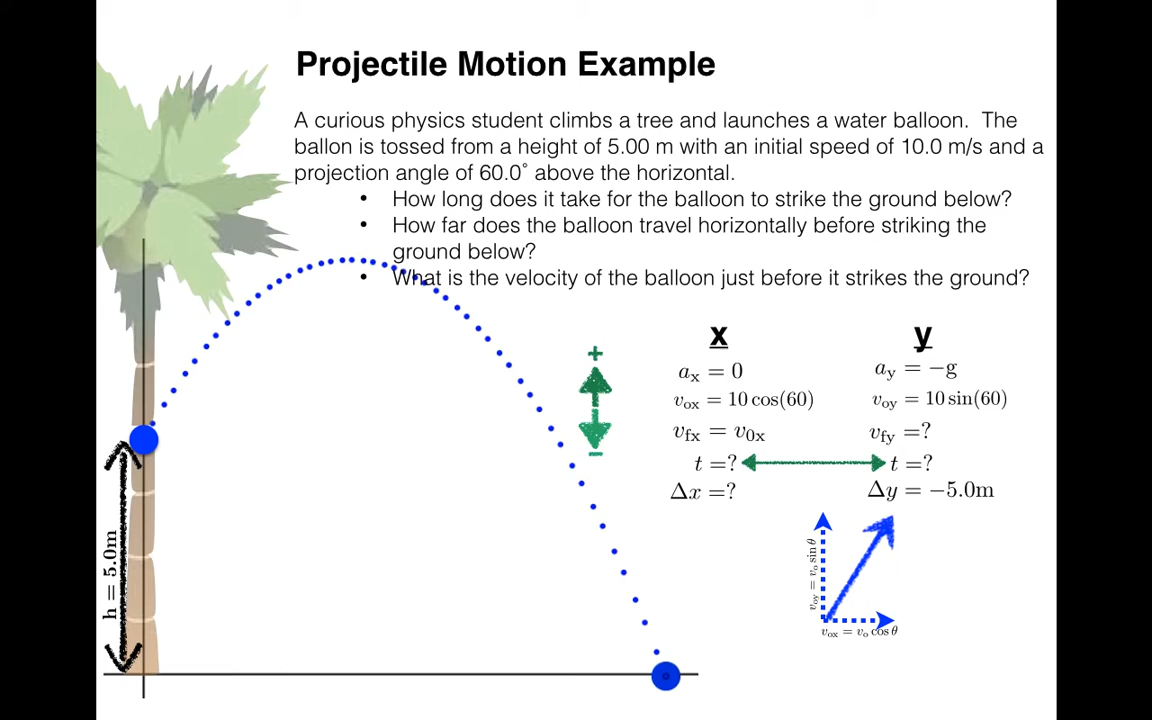 Projectile Motion Example
A curious physics student climbs a tree and launches a water balloon. The
ballon is tossed from a height of 5.00 m with an initial speed of 10.0 m/s and a
projection angle of 60.0° above the horizontal.
• How long does it take for the balloon to strike the ground below?
• How far does the balloon travel horizontally before striking the
ground below?
• What is the velocity of the balloon just before it strikes the ground?
x
y
+
−
aₓ = 0
a_y = −g
v_ox = 10 cos(60)
v_oy = 10 sin(60)
v_fx = v_0x
v_fy =?
t =?
t =?
Δx =?
Δy = −5.0m
h = 5.0m
v_oy = v_o sin θ
v_ox = v_o cos θ